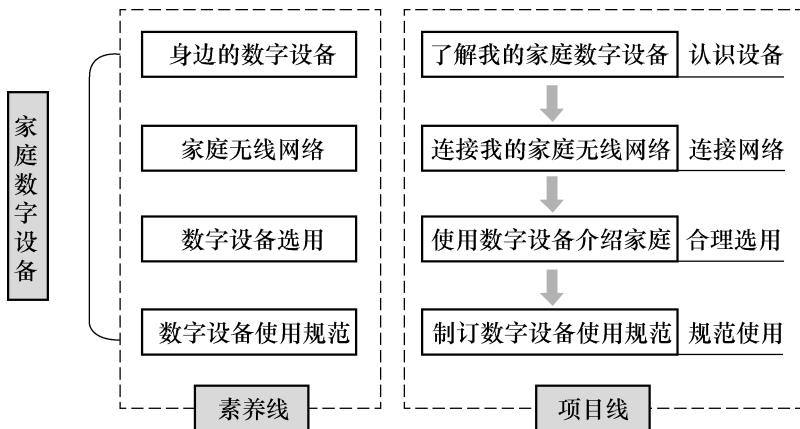 家庭数字设备
身边的数字设备
家庭无线网络
数字设备选用
数字设备使用规范
素养线
了解我的家庭数字设备 认识设备
连接我的家庭无线网络 连接网络
使用数字设备介绍家庭 合理选用
制订数字设备使用规范 规范使用
项目线